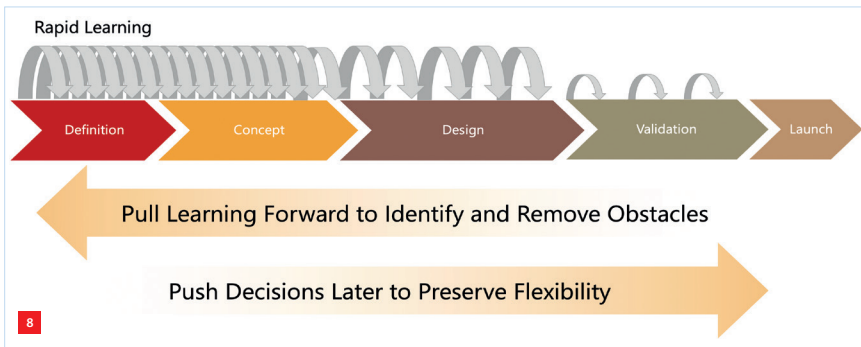 Rapid Learning
Definition
Concept
Design
Validation
Launch
Pull Learning Forward to Identify and Remove Obstacles
Push Decisions Later to Preserve Flexibility
8